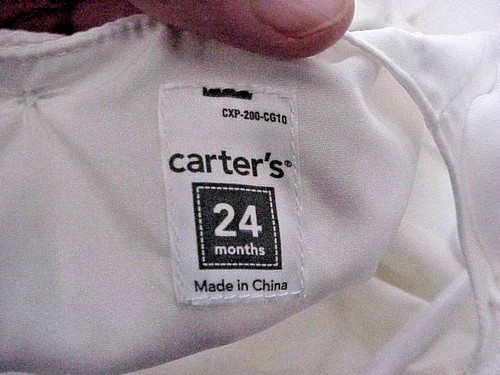 CXP-200-CG10
carter's®
24
months
Made in China